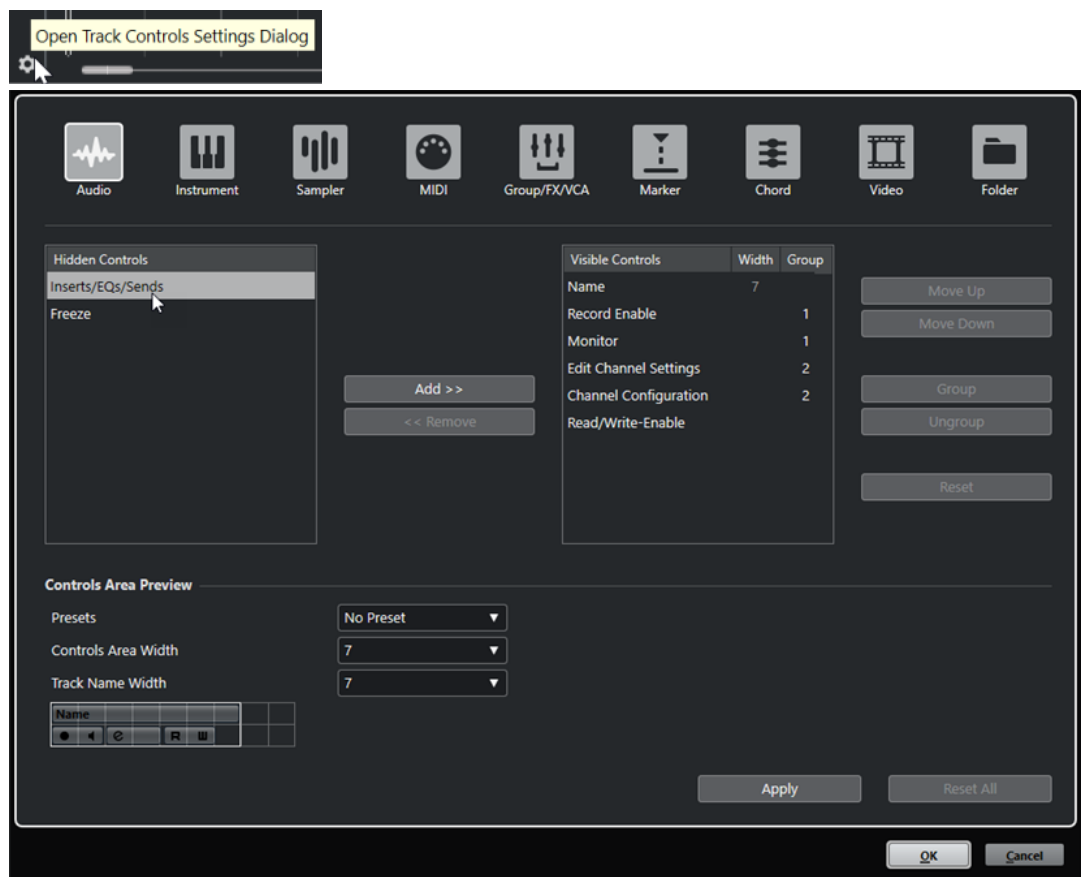 Open Track Controls Settings Dialog
Audio Instrument Sampler MIDI Group/FX/VCA Marker Chord Video Folder
Hidden Controls
Inserts/EQs/Sends
Freeze
Add >>
<< Remove
Visible Controls Width Group
Name 7
Record Enable 1
Monitor 1
Edit Channel Settings 2
Channel Configuration 2
Read/Write-Enable
Move Up
Move Down
Group
Ungroup
Reset
Controls Area Preview
Presets No Preset
Controls Area Width 7
Track Name Width 7
Name
e R W
Apply Reset All
OK Cancel